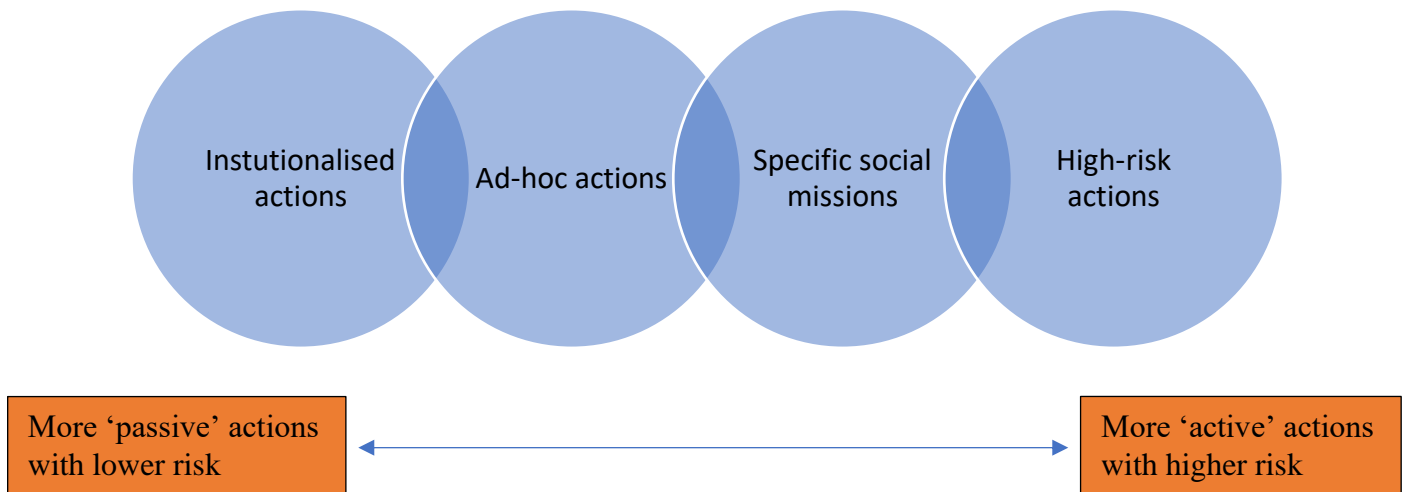 Instutionalised
actions
Ad-hoc actions
Specific social
missions
High-risk
actions
More ‘passive’ actions
with lower risk
More ‘active’ actions
with higher risk